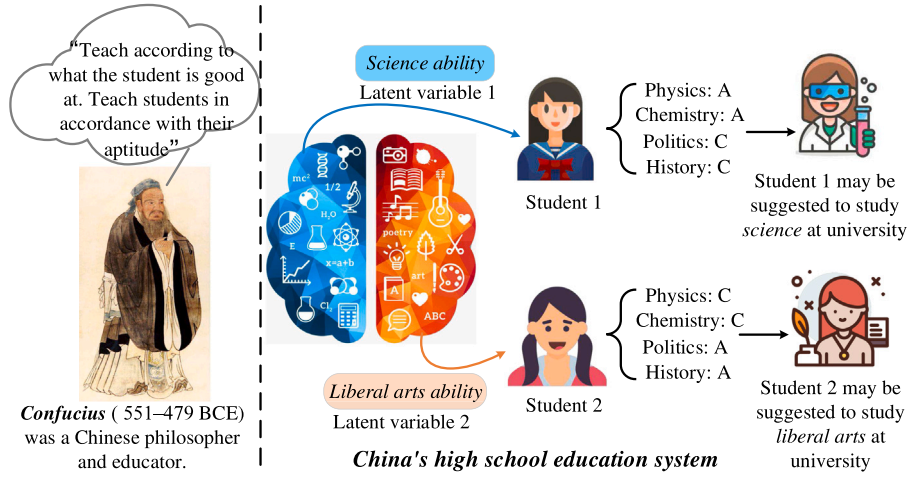 “Teach according to
what the student is good
at. Teach students in
accordance with their
aptitude”
Confucius ( 551–479 BCE)
was a Chinese philosopher
and educator.
Science ability
Latent variable 1
mc²
1/2
H₂O
E
x=a+b
Cl₂
poetry
art
A
ABC
Liberal arts ability
Latent variable 2
Student 1
Physics: A
Chemistry: A
Politics: C
History: C
Student 1 may be
suggested to study
science at university
Student 2
Physics: C
Chemistry: C
Politics: A
History: A
Student 2 may be
suggested to study
liberal arts at
university
China's high school education system